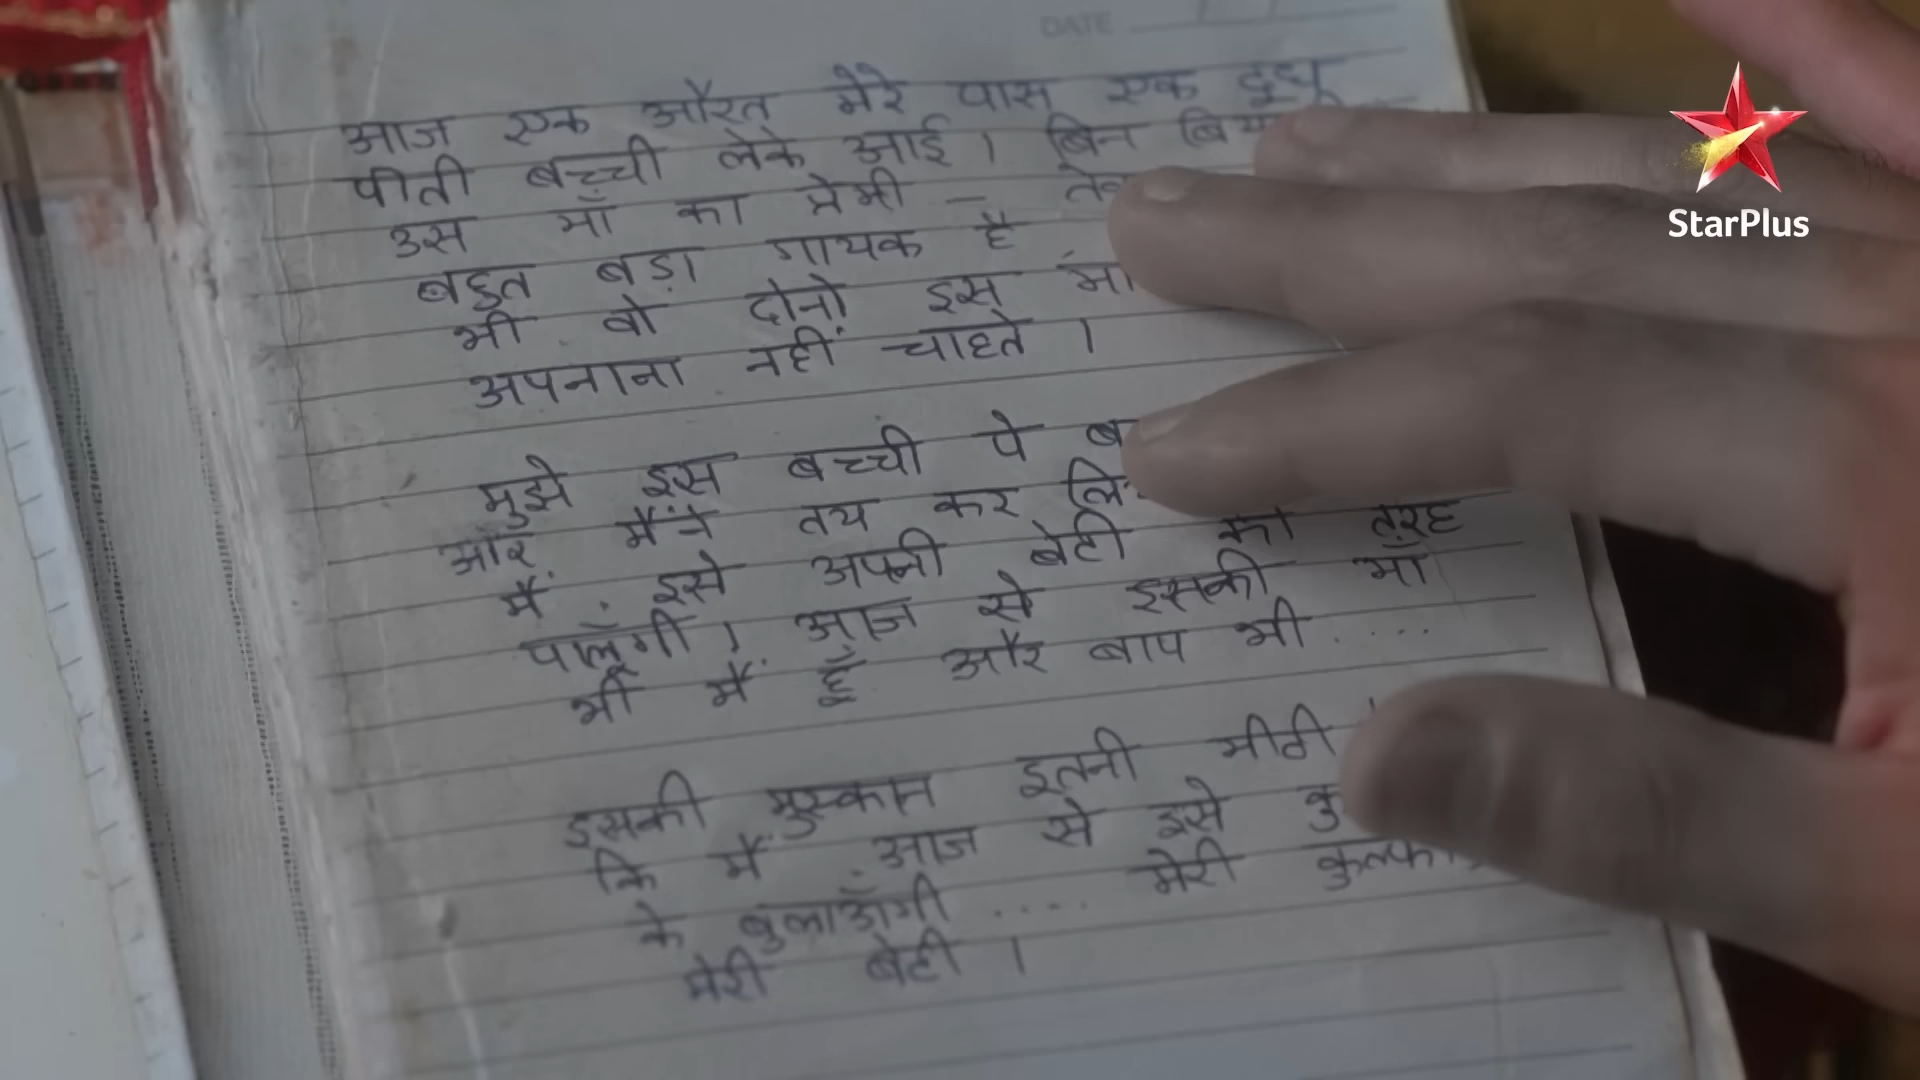 DATE
आज एक औरत मेरे पास एक दूधू
पीती बच्ची लेके आई । बिन
उस माँ का प्रेमी –
बहुत बड़ा गायक है
भी वो दोनों इस
अपनाना नहीं चाहते ।
मुझे इस बच्ची पे
और मैंने तय कर
मैं इसे अपनी बेटी की तरह
पालूँगी । आज से इसकी माँ
भी मैं हूँ और बाप भी .....
इसकी मुस्कान इतनी मीठी
कि मैं आज से इसे
के बुलाऊँगी .... मेरी
मेरी बेटी ।
StarPlus